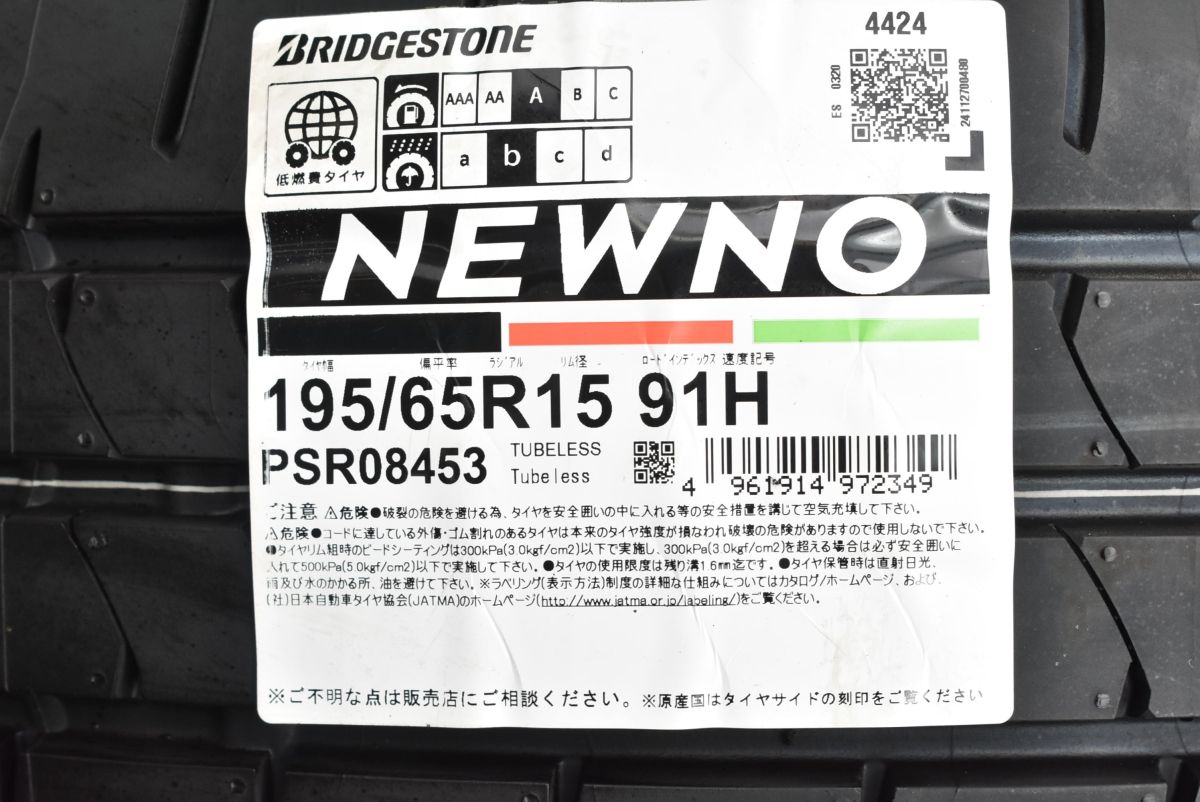 BRIDGESTONE
4424
ES 0320
24112700480
AAA AA A B C
a b c d
低燃費タイヤ
NEWNO
タイヤ幅 偏平率 ラジアル リム径 ロードインデックス 速度記号
195/65R15 91H
PSR08453
TUBELESS
Tubeless
4 961914 972349
ご注意 ⚠危険●破裂の危険を避ける為、タイヤを安全囲いの中に入れる等の安全措置を講じて空気充填して下さい。
⚠危険●コードに達している外傷・ゴム割れのあるタイヤは本来のタイヤ強度が損なわれ破壊の危険がありますので使用しないで下さい。
●タイヤリム組時のビードシーティングは300kPa(3.0kgf/cm2)以下で実施し、300kPa(3.0kgf/cm2)を超える場合は必ず安全囲いに
入れて500kPa(5.0kgf/cm2)以下で実施して下さい。●タイヤの使用限度は残り溝1.6mm迄です。●タイヤ保管時は直射日光、
雨及び水のかかる所、油を避けて下さい。※ラベリング(表示方法)制度の詳細な仕組みについてはカタログ/ホームページ、および、
(社)日本自動車タイヤ協会(JATMA)のホームページ(http://www.jatma.or.jp/labeling/)をご覧ください。
※ご不明な点は販売店にご相談ください。※原産国はタイヤサイドの刻印をご覧ください